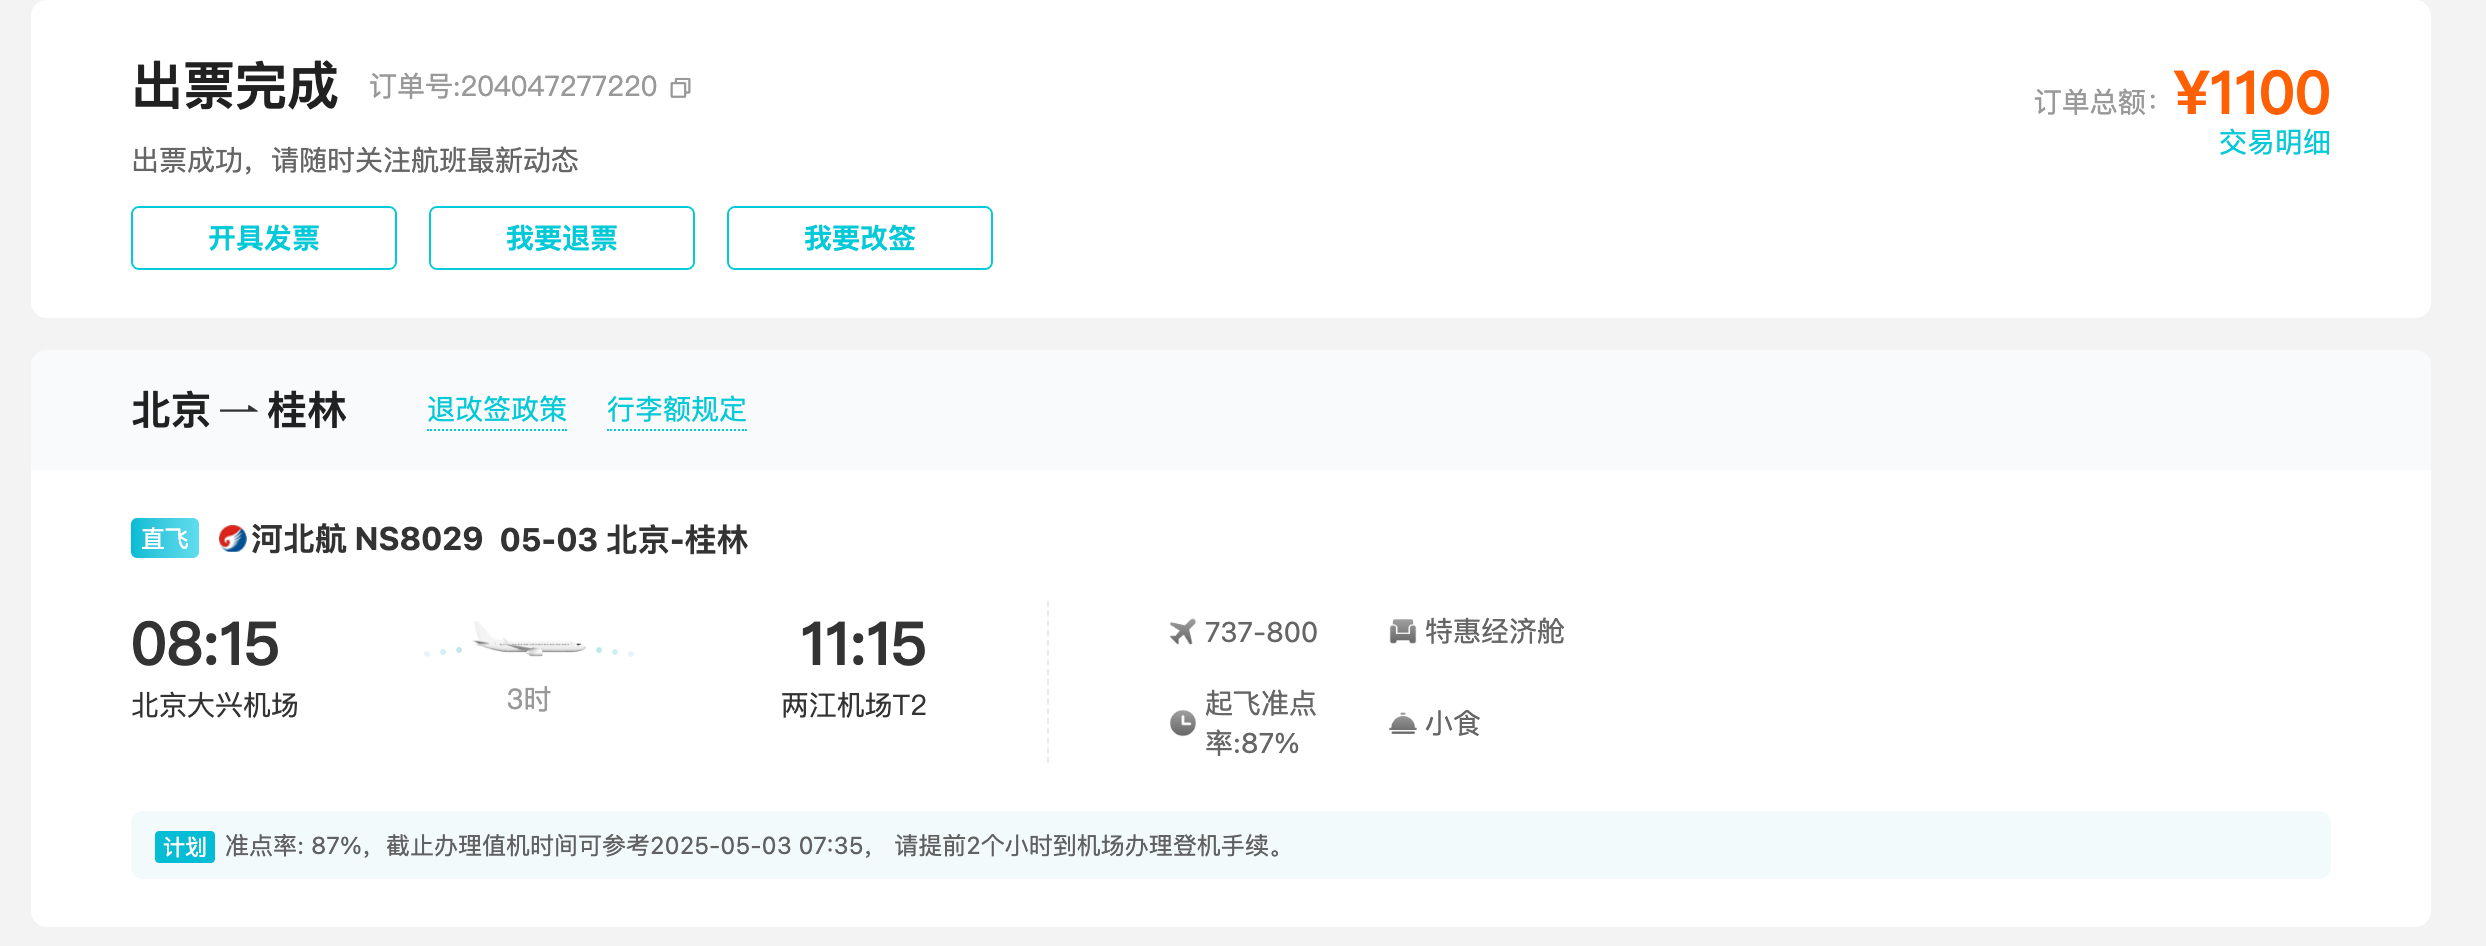 出票完成 订单号:204047277220
订单总额: ¥1100
交易明细
出票成功，请随时关注航班最新动态
开具发票 我要退票 我要改签
北京 → 桂林 退改签政策 行李额规定
直飞 河北航 NS8029 05-03 北京-桂林
08:15 11:15
北京大兴机场 3时 两江机场T2
737-800 特惠经济舱
起飞准点
率:87%
小食
计划 准点率: 87%，截止办理值机时间可参考2025-05-03 07:35， 请提前2个小时到机场办理登机手续。